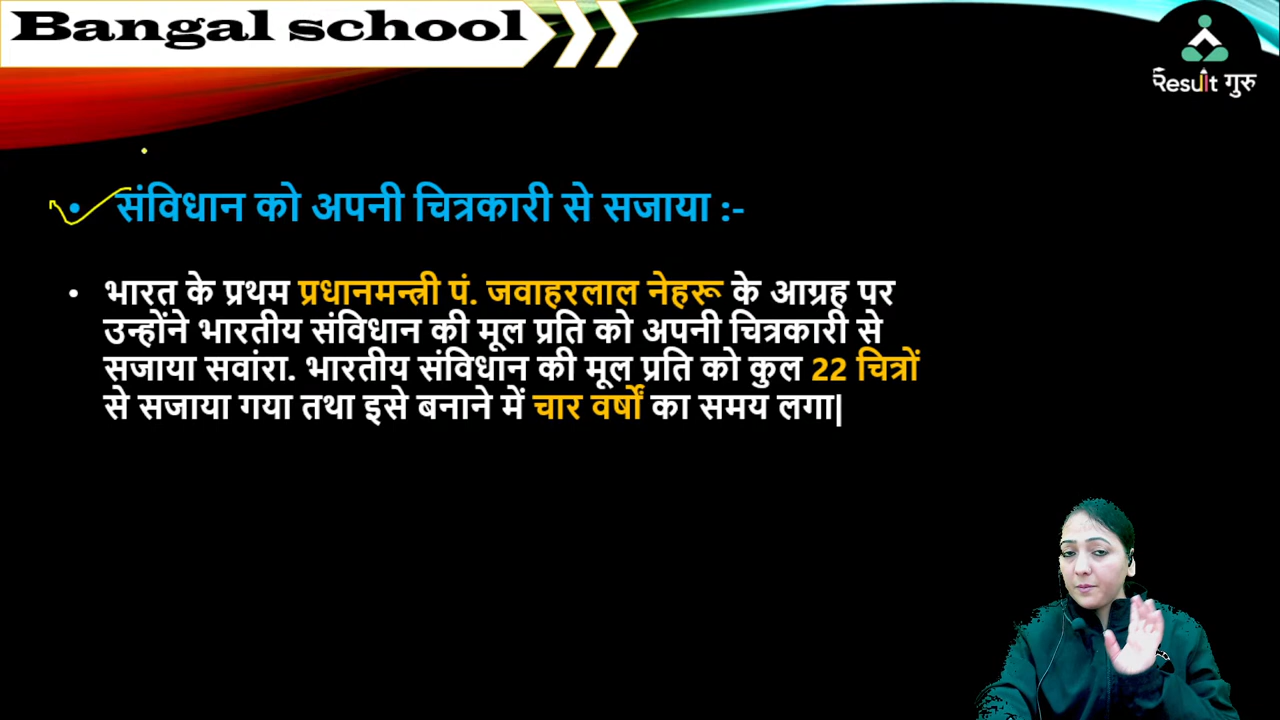 Bangal school
Result गुरु
• संविधान को अपनी चित्रकारी से सजाया :-
• भारत के प्रथम प्रधानमन्त्री पं. जवाहरलाल नेहरू के आग्रह पर
उन्होंने भारतीय संविधान की मूल प्रति को अपनी चित्रकारी से
सजाया सवांरा. भारतीय संविधान की मूल प्रति को कुल 22 चित्रों
से सजाया गया तथा इसे बनाने में चार वर्षों का समय लगा|